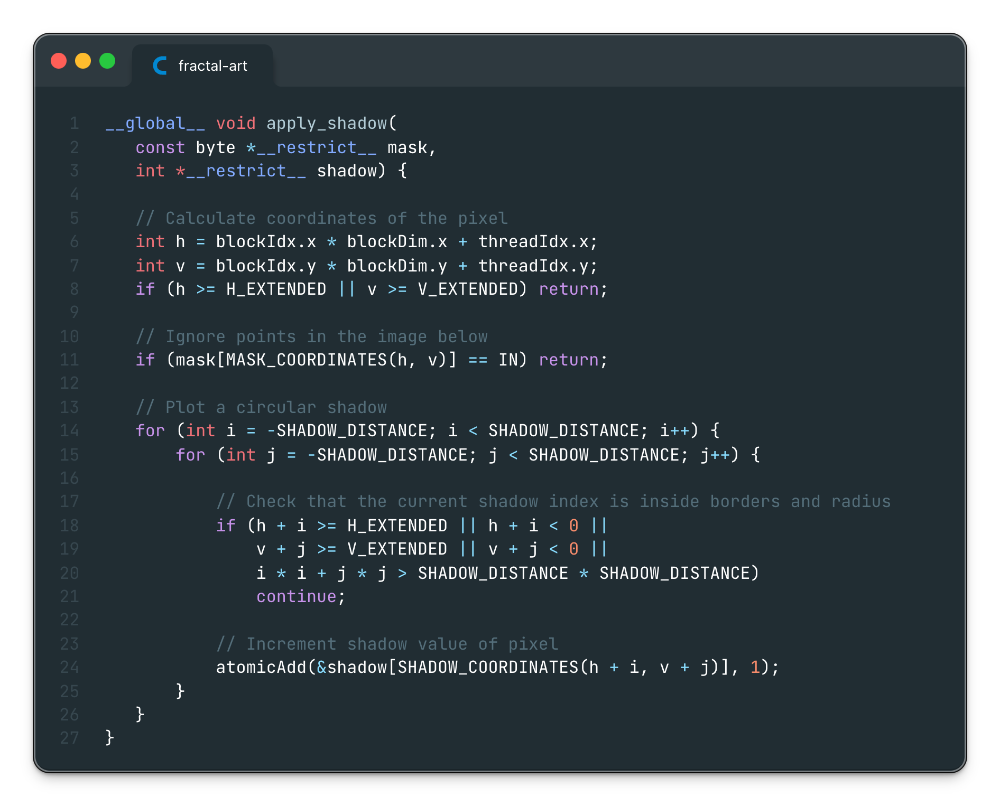 fractal-art
1 __global__ void apply_shadow(
2 const byte *__restrict__ mask,
3 int *__restrict__ shadow) {
4
5 // Calculate coordinates of the pixel
6 int h = blockIdx.x * blockDim.x + threadIdx.x;
7 int v = blockIdx.y * blockDim.y + threadIdx.y;
8 if (h >= H_EXTENDED || v >= V_EXTENDED) return;
9
10 // Ignore points in the image below
11 if (mask[MASK_COORDINATES(h, v)] == IN) return;
12
13 // Plot a circular shadow
14 for (int i = -SHADOW_DISTANCE; i < SHADOW_DISTANCE; i++) {
15 for (int j = -SHADOW_DISTANCE; j < SHADOW_DISTANCE; j++) {
16
17 // Check that the current shadow index is inside borders and radius
18 if (h + i >= H_EXTENDED || h + i < 0 ||
19 v + j >= V_EXTENDED || v + j < 0 ||
20 i * i + j * j > SHADOW_DISTANCE * SHADOW_DISTANCE)
21 continue;
22
23 // Increment shadow value of pixel
24 atomicAdd(&shadow[SHADOW_COORDINATES(h + i, v + j)], 1);
25 }
26 }
27 }